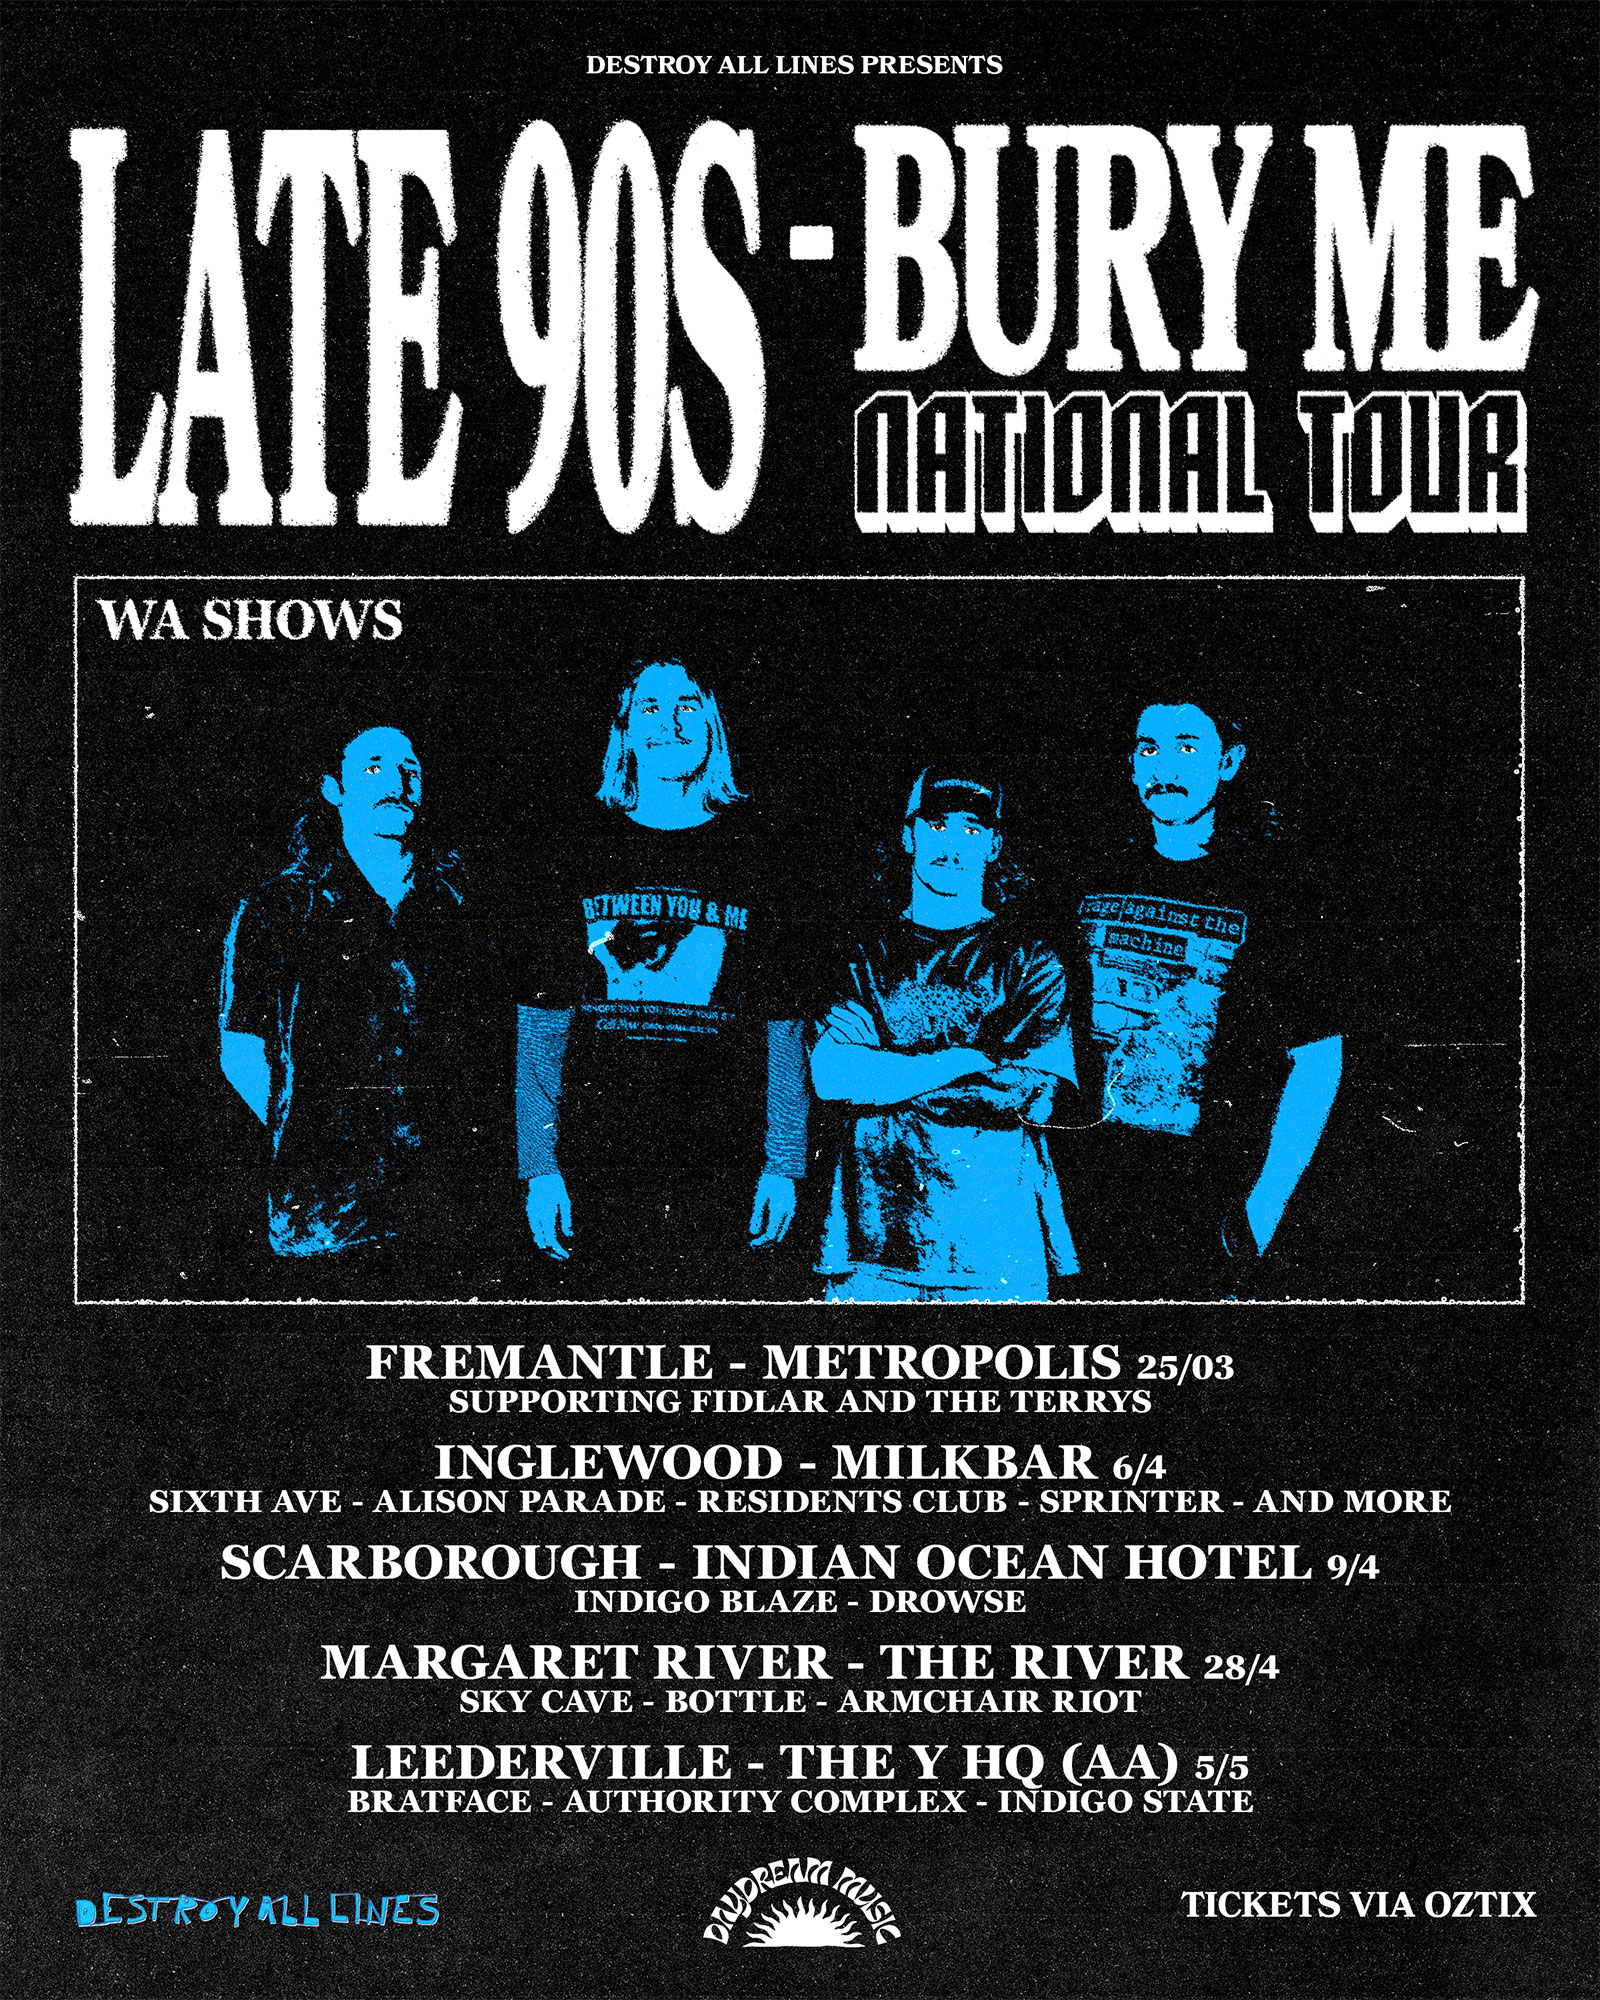 DESTROY ALL LINES PRESENTS
LATE 90S - BURY ME
NATIONAL TOUR
WA SHOWS
BETWEEN YOU & ME
rage against the
machine
FREMANTLE - METROPOLIS 25/03
SUPPORTING FIDLAR AND THE TERRYS
INGLEWOOD - MILKBAR 6/4
SIXTH AVE - ALISON PARADE - RESIDENTS CLUB - SPRINTER - AND MORE
SCARBOROUGH - INDIAN OCEAN HOTEL 9/4
INDIGO BLAZE - DROWSE
MARGARET RIVER - THE RIVER 28/4
SKY CAVE - BOTTLE - ARMCHAIR RIOT
LEEDERVILLE - THE Y HQ (AA) 5/5
BRATFACE - AUTHORITY COMPLEX - INDIGO STATE
DESTROY ALL LINES
DAYDREAM MUSIC
TICKETS VIA OZTIX